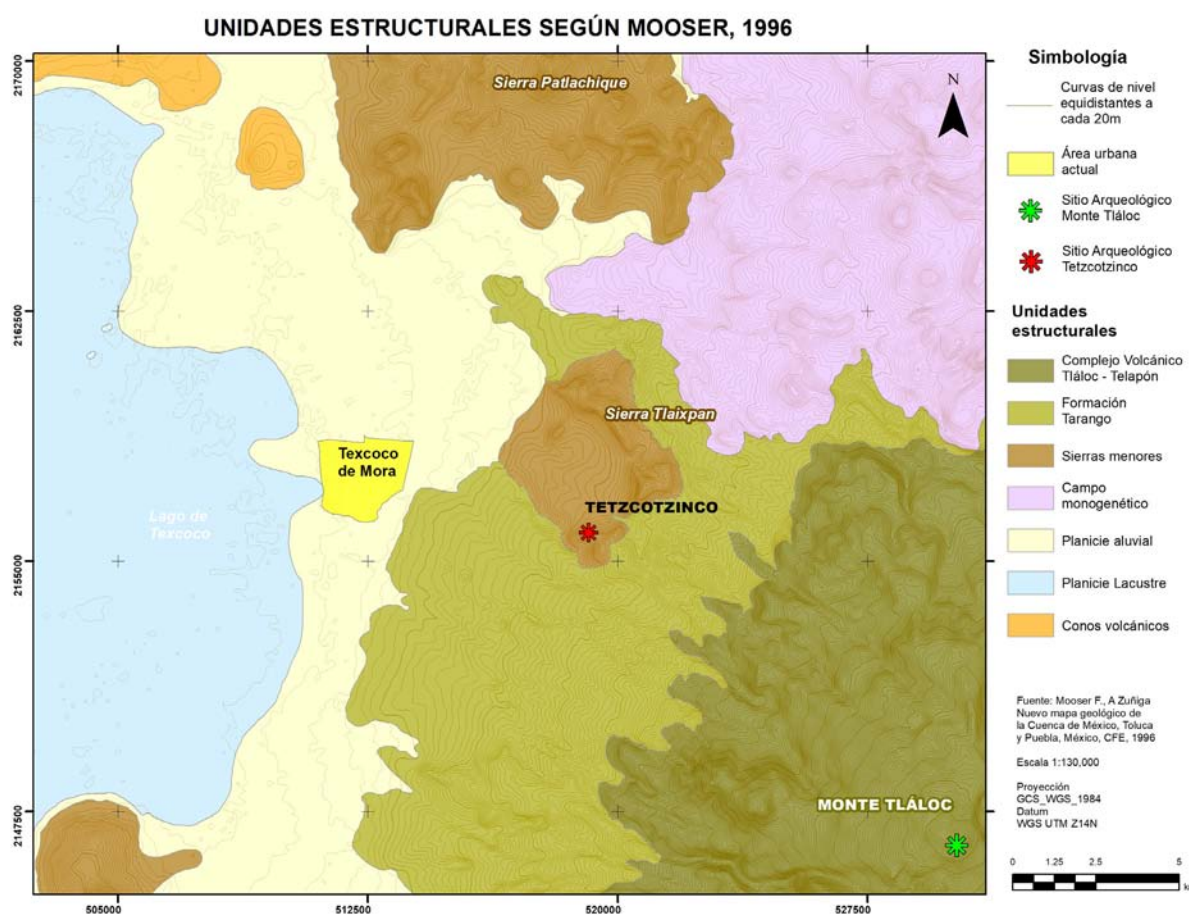 UNIDADES ESTRUCTURALES SEGÚN MOOSER, 1996
2170000
2162500
2155000
2147500
505000
512500
520000
527500
Sierra Patlachique
Sierra Tlaixpan
Texcoco
de Mora
Lago de
Texcoco
TETZCOTZINCO
MONTE TLÁLOC
N
Simbología
Curvas de nivel
equidistantes a
cada 20m
Área urbana
actual
Sitio Arqueológico
Monte Tláloc
Sitio Arqueológico
Tetzcotzinco
Unidades
estructurales
Complejo Volcánico
Tláloc - Telapón
Formación
Tarango
Sierras menores
Campo
monogenético
Planicie aluvial
Planicie Lacustre
Conos volcánicos
Fuente: Mooser F., A Zuñiga
Nuevo mapa geológico de
la Cuenca de México, Toluca
y Puebla, México, CFE, 1996
Escala 1:130,000
Proyección
GCS_WGS_1984
Datum
WGS UTM Z14N
0 1.25 2.5 5